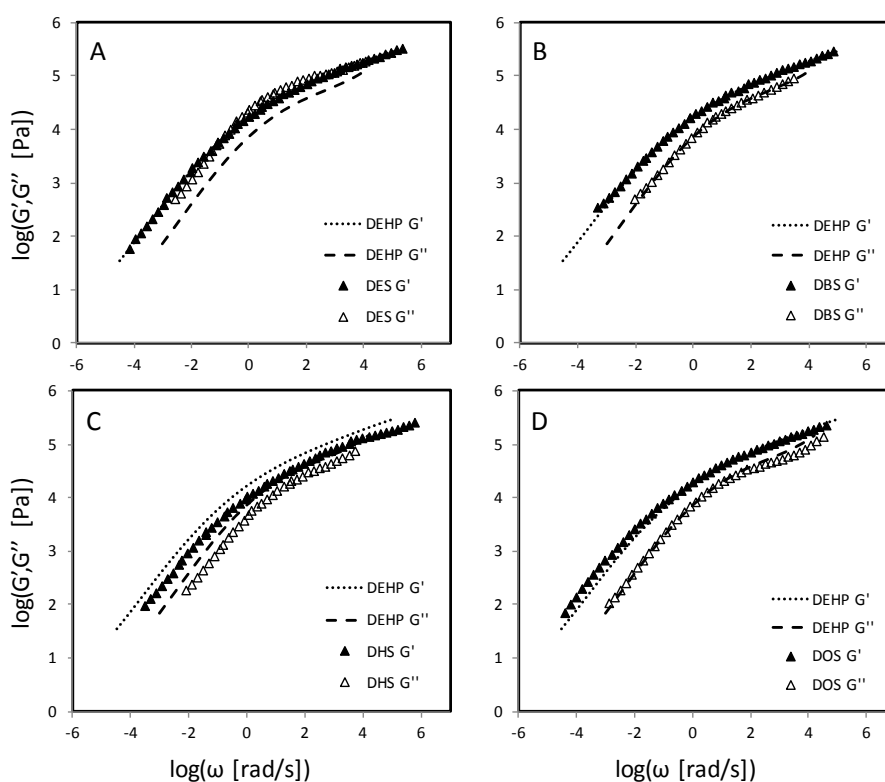 A
log(G',G'' [Pa])
6
5
4
3
2
1
0
-6 -4 -2 0 2 4 6
DEHP G'
DEHP G''
DES G'
DES G''
B
6
5
4
3
2
1
0
-6 -4 -2 0 2 4 6
DEHP G'
DEHP G''
DBS G'
DBS G''
C
log(G',G'' [Pa])
6
5
4
3
2
1
0
-6 -4 -2 0 2 4 6
DEHP G'
DEHP G''
DHS G'
DHS G''
log(ω [rad/s])
D
6
5
4
3
2
1
0
-6 -4 -2 0 2 4 6
DEHP G'
DEHP G''
DOS G'
DOS G''
log(ω [rad/s])